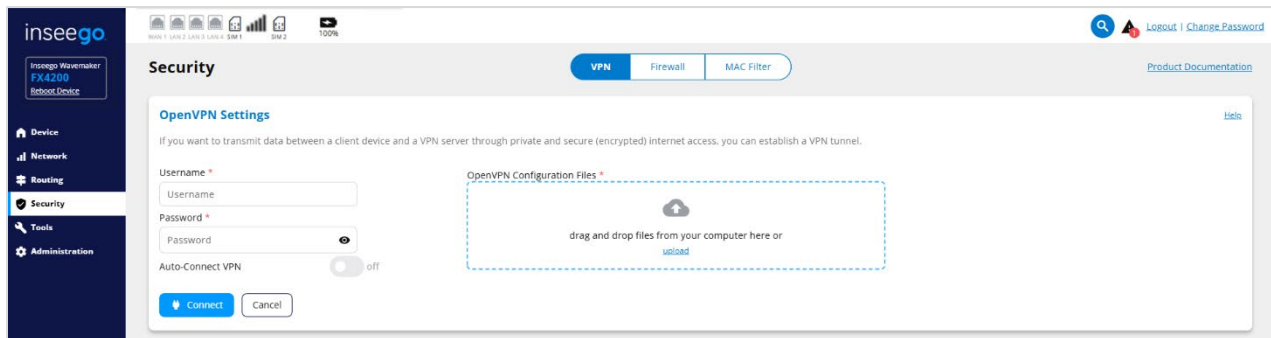 inseego
WAN 1 LAN 2 LAN 3 LAN 4 SIM 1 SIM 2
100%
1
Logout | Change Password
Inseego Wavemaker
FX4200
Reboot Device
Security
VPN
Firewall
MAC Filter
Product Documentation
Device
Network
Routing
Security
Tools
Administration
OpenVPN Settings
Help
If you want to transmit data between a client device and a VPN server through private and secure (encrypted) internet access, you can establish a VPN tunnel.
Username *
Username
Password *
Password
Auto-Connect VPN
off
OpenVPN Configuration Files *
drag and drop files from your computer here or
upload
Connect
Cancel